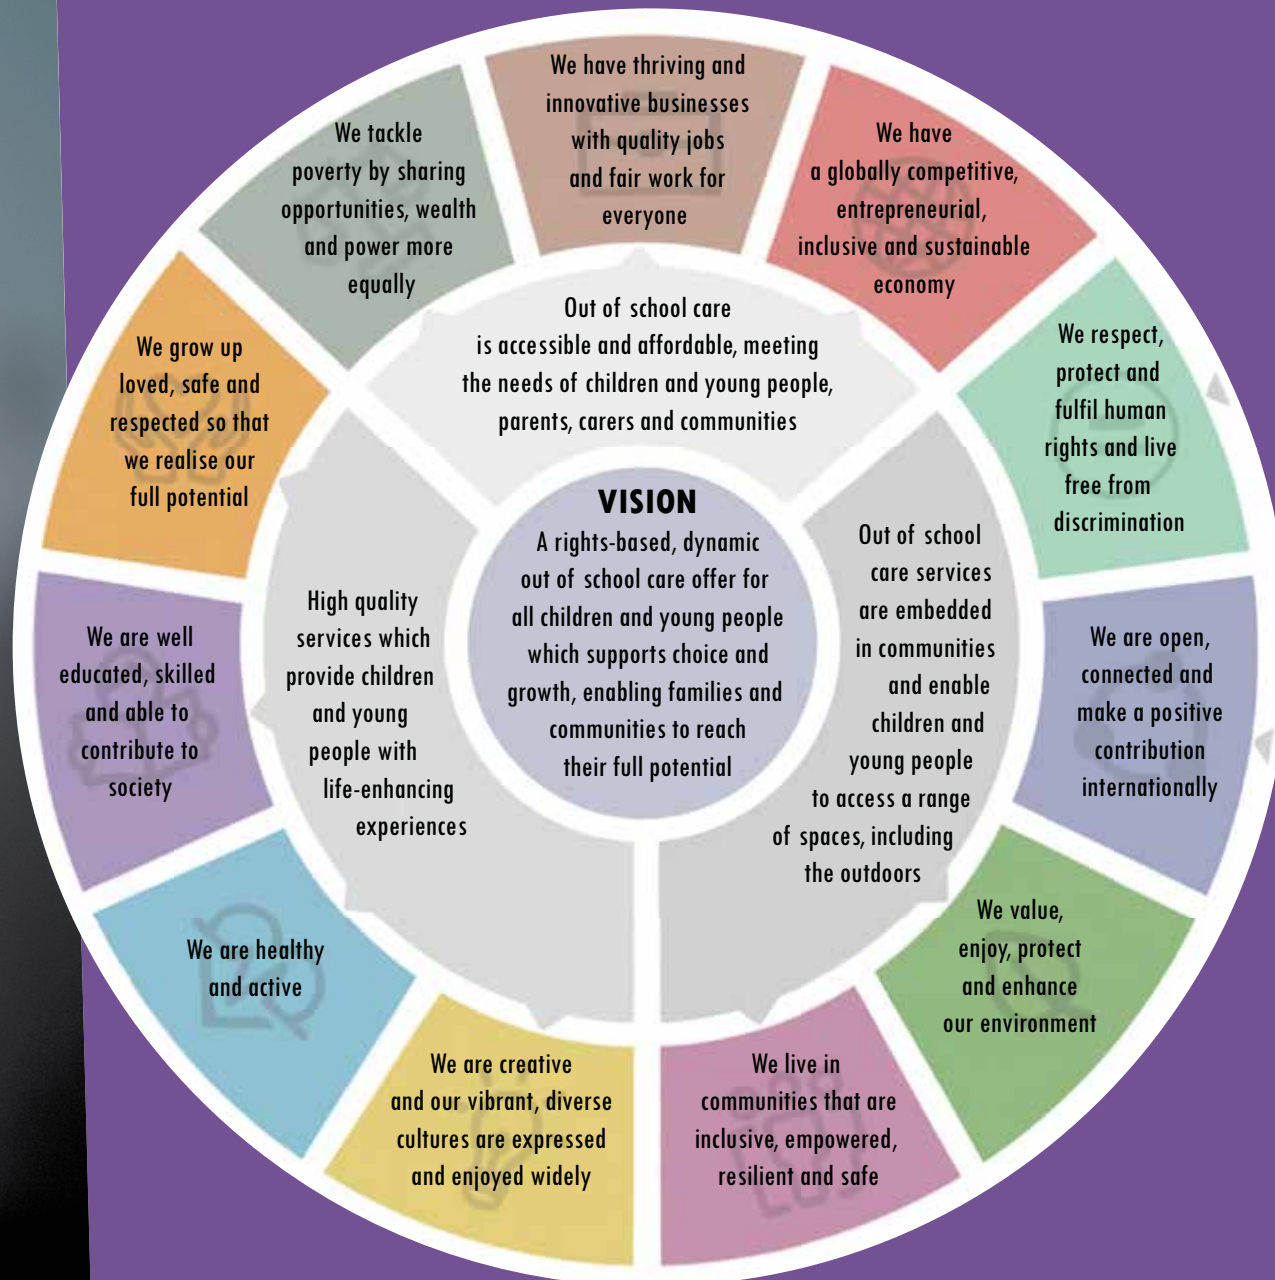 We have thriving and
innovative businesses
with quality jobs
and fair work for
everyone
We have
a globally competitive,
entrepreneurial,
inclusive and sustainable
economy
We respect,
protect and
fulfil human
rights and live
free from
discrimination
We are open,
connected and
make a positive
contribution
internationally
We value,
enjoy, protect
and enhance
our environment
We live in
communities that are
inclusive, empowered,
resilient and safe
We are creative
and our vibrant, diverse
cultures are expressed
and enjoyed widely
We are healthy
and active
We are well
educated, skilled
and able to
contribute to
society
We grow up
loved, safe and
respected so that
we realise our
full potential
We tackle
poverty by sharing
opportunities, wealth
and power more
equally
Out of school care
is accessible and affordable, meeting
the needs of children and young people,
parents, carers and communities
Out of school
care services
are embedded
in communities
and enable
children and
young people
to access a range
of spaces, including
the outdoors
High quality
services which
provide children
and young
people with
life-enhancing
experiences
VISION
A rights-based, dynamic
out of school care offer for
all children and young people
which supports choice and
growth, enabling families and
communities to reach
their full potential